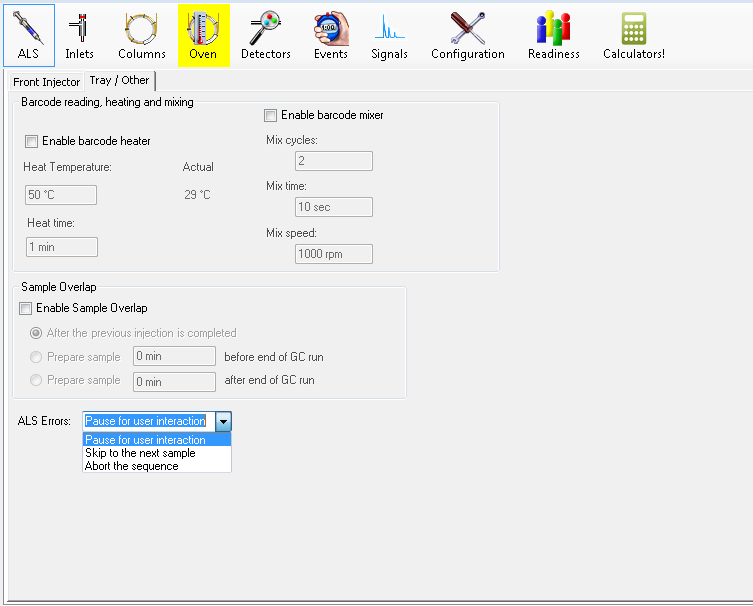 ALS Inlets Columns Oven Detectors Events Signals Configuration Readiness Calculators!
Front Injector Tray / Other
Barcode reading, heating and mixing
Enable barcode mixer
Enable barcode heater
Mix cycles:
2
Heat Temperature: Actual
Mix time:
50 °C 29 °C
10 sec
Heat time:
Mix speed:
1 min
1000 rpm
Sample Overlap
Enable Sample Overlap
After the previous injection is completed
Prepare sample 0 min before end of GC run
Prepare sample 0 min after end of GC run
ALS Errors: Pause for user interaction
Pause for user interaction
Skip to the next sample
Abort the sequence